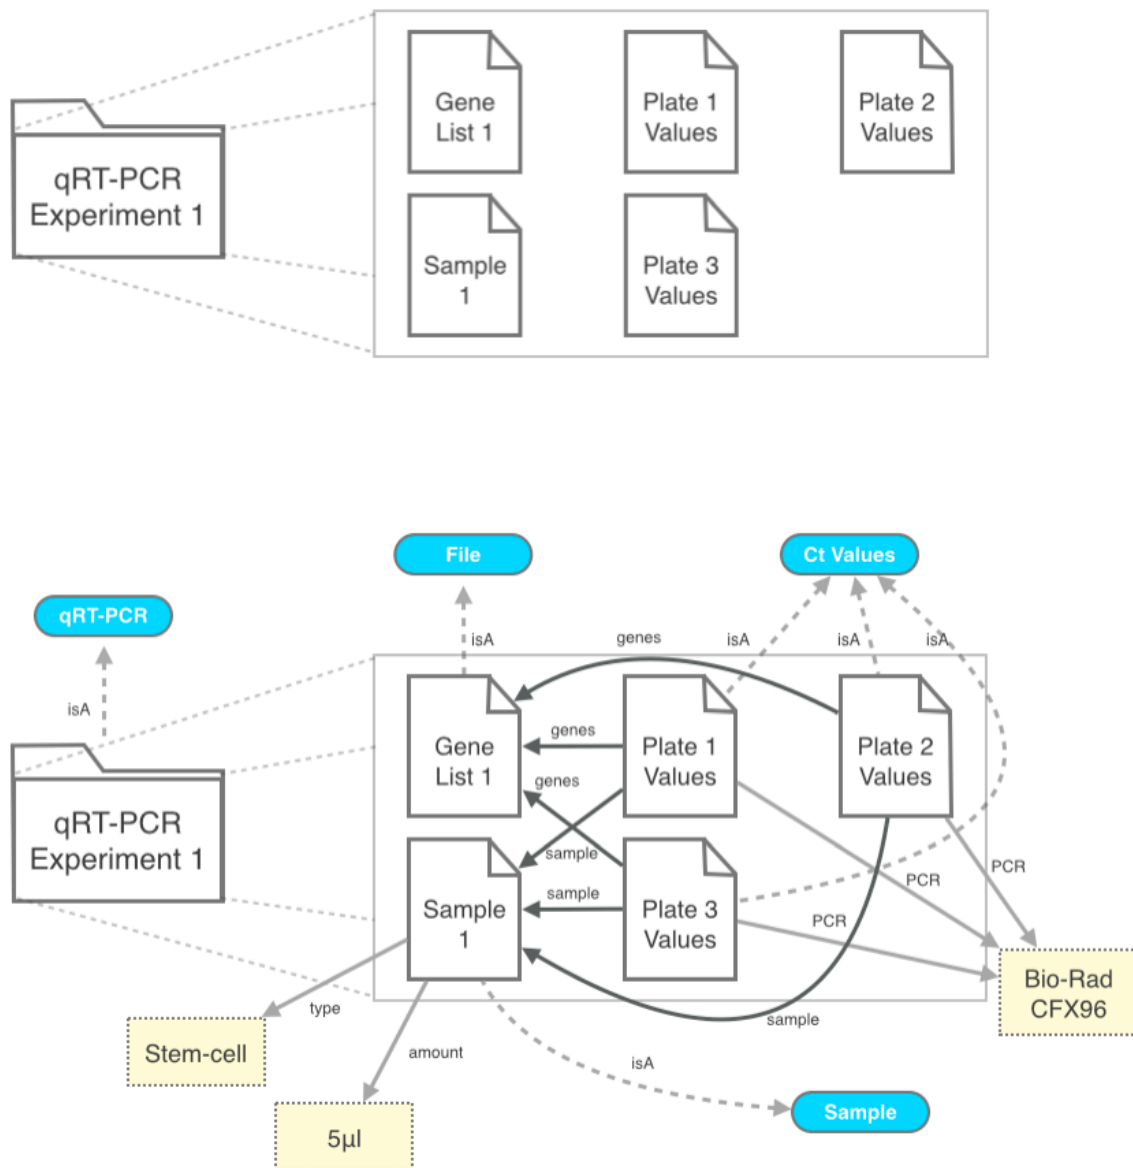 Gene
List 1
Plate 1
Values
Plate 2
Values
qRT-PCR
Experiment 1
Sample
1
Plate 3
Values
File
Ct Values
qRT-PCR
isA
genes
isA
isA
isA
isA
Gene
List 1
genes
Plate 1
Values
Plate 2
Values
genes
qRT-PCR
Experiment 1
sample
PCR
PCR
Sample
1
sample
Plate 3
Values
PCR
Bio-Rad
CFX96
type
sample
Stem-cell
amount
isA
Sample
5µl